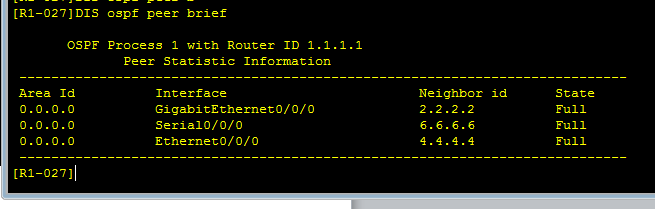 [R1-027]DIS ospf peer brief
OSPF Process 1 with Router ID 1.1.1.1
Peer Statistic Information
----------------------------------------------------------------------------
Area Id Interface Neighbor id State
0.0.0.0 GigabitEthernet0/0/0 2.2.2.2 Full
0.0.0.0 Serial0/0/0 6.6.6.6 Full
0.0.0.0 Ethernet0/0/0 4.4.4.4 Full
----------------------------------------------------------------------------
[R1-027]